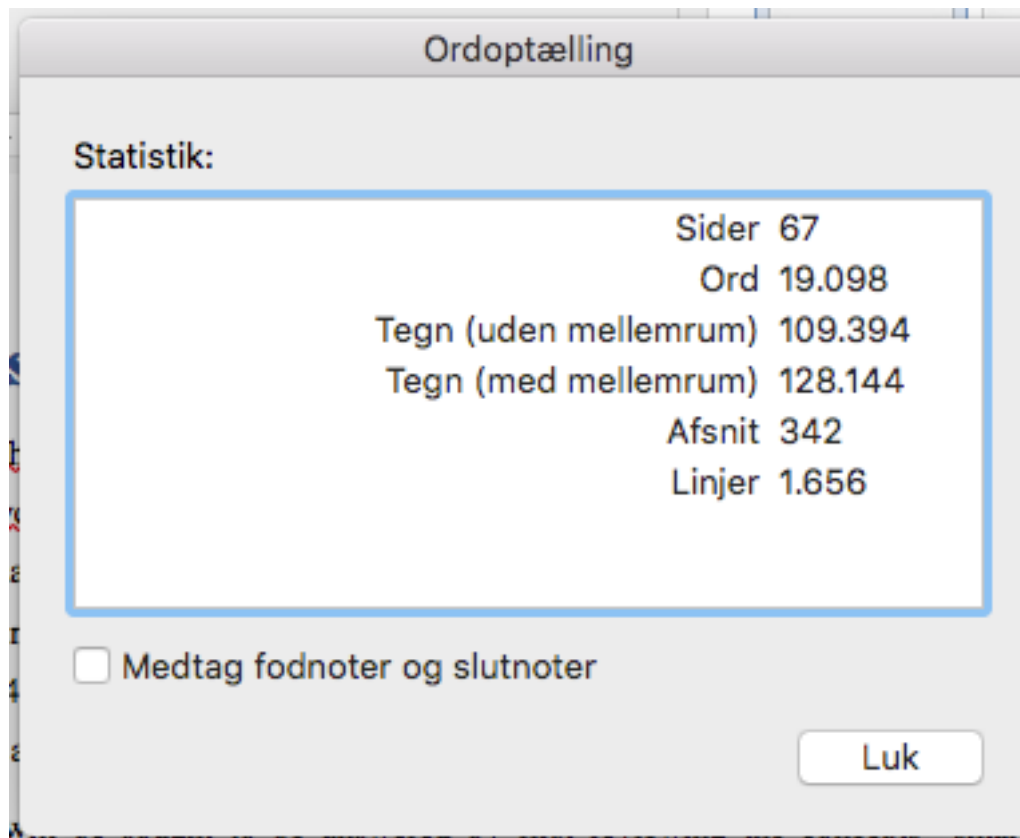 Ordoptælling
Statistik:
Sider 67
Ord 19.098
Tegn (uden mellemrum) 109.394
Tegn (med mellemrum) 128.144
Afsnit 342
Linjer 1.656
Medtag fodnoter og slutnoter
Luk